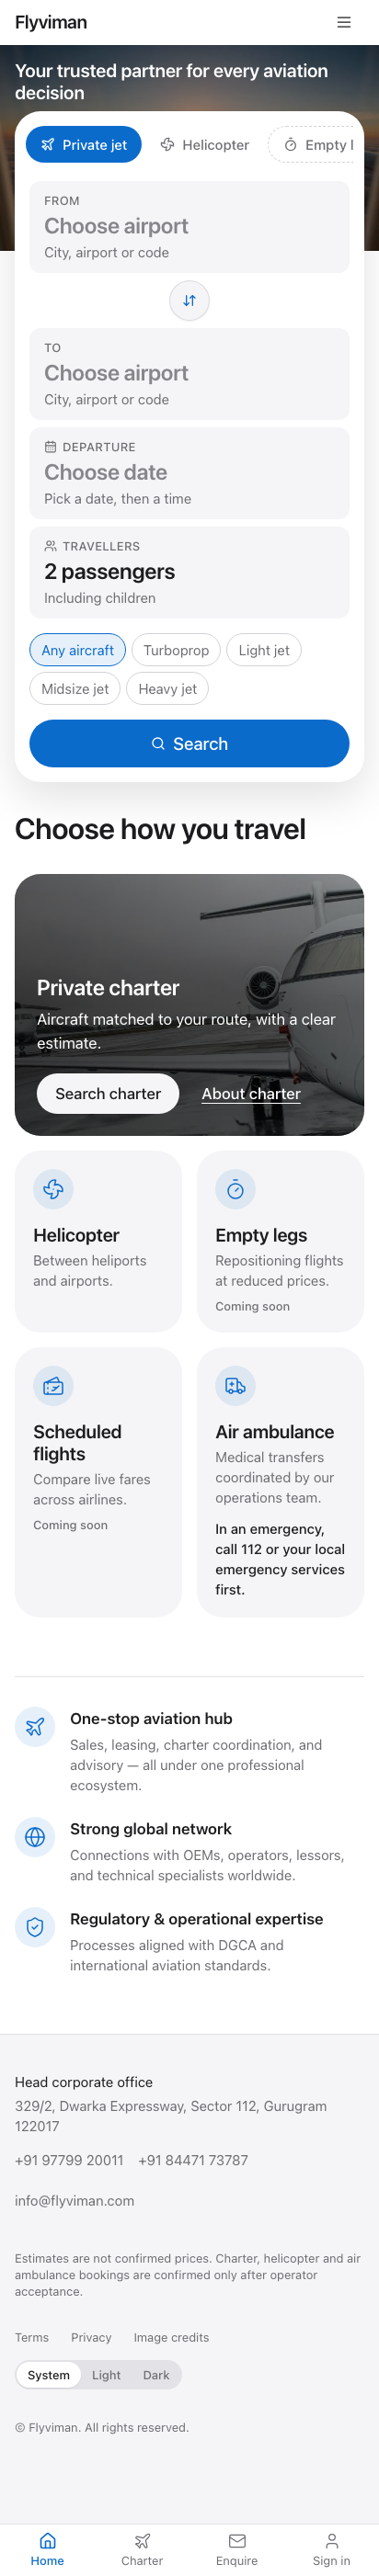 Flyviman
Your trusted partner for every aviation
decision
Private jet
Helicopter
Empty
FROM
Choose airport
City, airport or code
TO
Choose airport
City, airport or code
DEPARTURE
Choose date
Pick a date, then a time
TRAVELLERS
2 passengers
Including children
Any aircraft
Turboprop
Light jet
Midsize jet
Heavy jet
Search
Choose how you travel
Private charter
Aircraft matched to your route, with a clear
estimate.
Search charter
About charter
Helicopter
Between heliports
and airports.
Empty legs
Repositioning flights
at reduced prices.
Coming soon
Scheduled
flights
Compare live fares
across airlines.
Coming soon
Air ambulance
Medical transfers
coordinated by our
operations team.
In an emergency,
call 112 or your local
emergency services
first.
One-stop aviation hub
Sales, leasing, charter coordination, and
advisory — all under one professional
ecosystem.
Strong global network
Connections with OEMs, operators, lessors,
and technical specialists worldwide.
Regulatory & operational expertise
Processes aligned with DGCA and
international aviation standards.
Head corporate office
329/2, Dwarka Expressway, Sector 112, Gurugram
122017
+91 97799 20011 +91 84471 73787
info@flyviman.com
Estimates are not confirmed prices. Charter, helicopter and air
ambulance bookings are confirmed only after operator
acceptance.
Terms Privacy Image credits
System Light Dark
© Flyviman. All rights reserved.
Home Charter Enquire Sign in